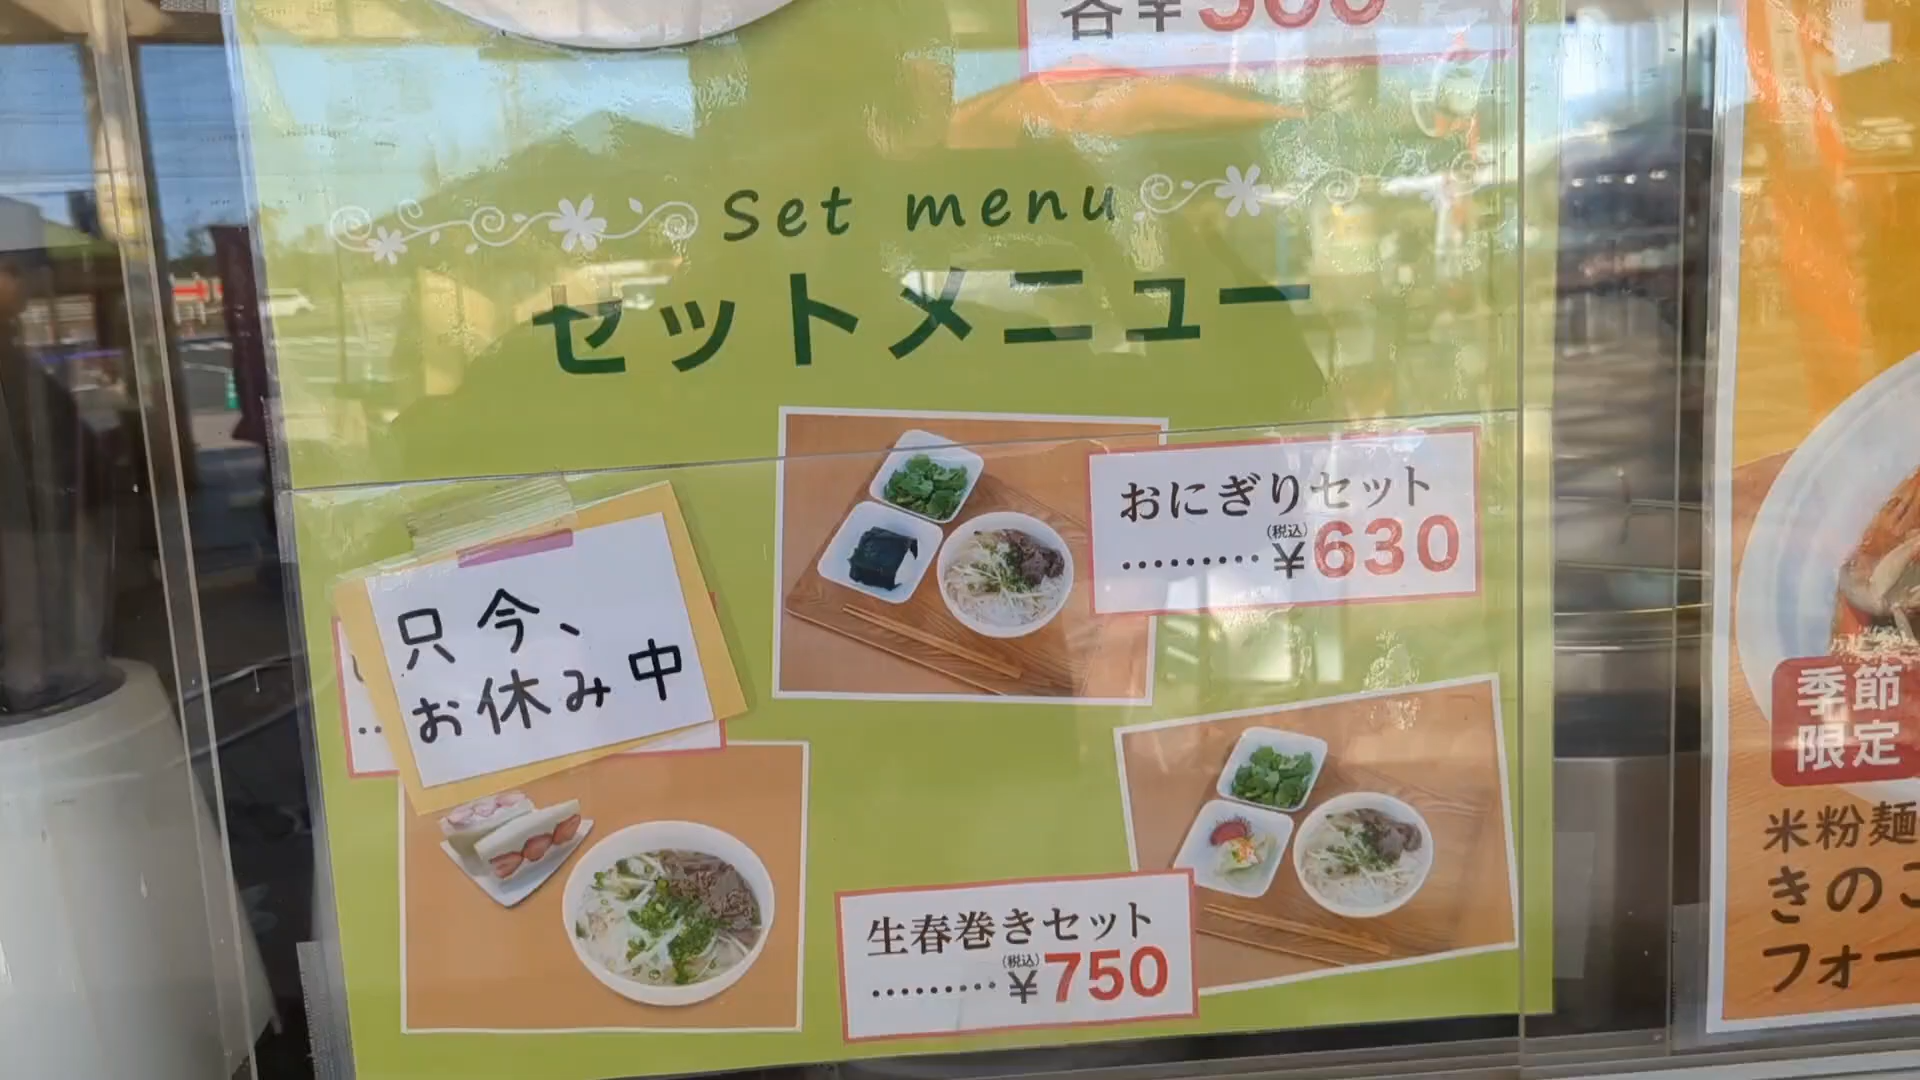 各¥500
Set menu
セットメニュー
おにぎりセット
(税込)
………¥630
只今、
お休み中
生春巻きセット
(税込)
………¥750
季節
限定
米粉麺
きのこ
フォー